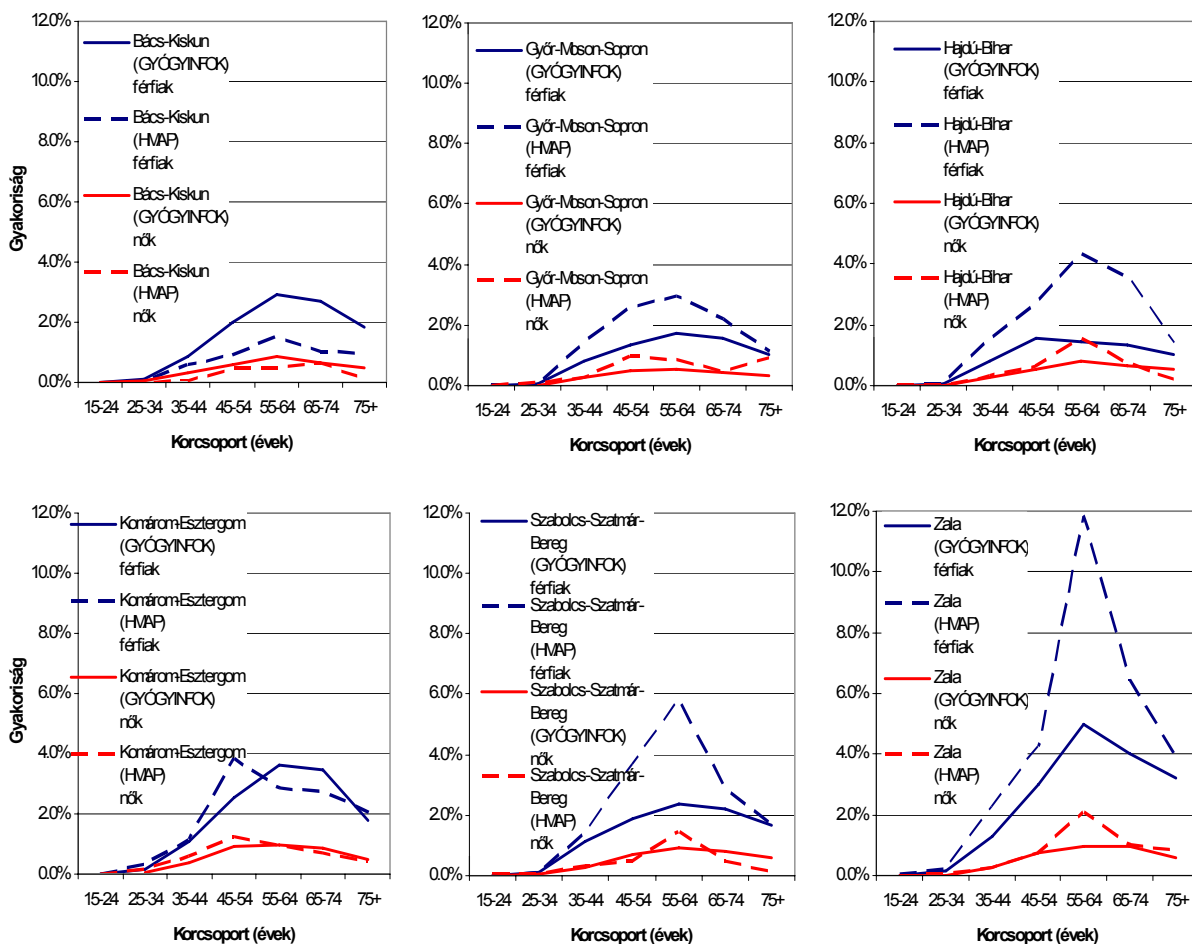 12.0%
10.0%
8.0%
6.0%
4.0%
2.0%
0.0%
Gyakoriság
Bács-Kiskun
(GYÓGYINFOK)
férfiak
Bács-Kiskun
(HMAP)
férfiak
Bács-Kiskun
(GYÓGYINFOK)
nők
Bács-Kiskun
(HMAP)
nők
15-24 25-34 35-44 45-54 55-64 65-74 75+
Korcsoport (évek)
12.0%
10.0%
8.0%
6.0%
4.0%
2.0%
0.0%
Győr-Moson-Sopron
(GYÓGYINFOK)
férfiak
Győr-Moson-Sopron
(HMAP)
férfiak
Győr-Moson-Sopron
(GYÓGYINFOK)
nők
Győr-Moson-Sopron
(HMAP)
nők
15-24 25-34 35-44 45-54 55-64 65-74 75+
Korcsoport (évek)
12.0%
10.0%
8.0%
6.0%
4.0%
2.0%
0.0%
Hajdú-Bihar
(GYÓGYINFOK)
férfiak
Hajdú-Bihar
(HMAP)
férfiak
Hajdú-Bihar
(GYÓGYINFOK)
nők
Hajdú-Bihar
(HMAP)
nők
15-24 25-34 35-44 45-54 55-64 65-74 75+
Korcsoport (évek)
12.0%
10.0%
8.0%
6.0%
4.0%
2.0%
0.0%
Gyakoriság
Komárom-Esztergom
(GYÓGYINFOK)
férfiak
Komárom-Esztergom
(HMAP)
férfiak
Komárom-Esztergom
(GYÓGYINFOK)
nők
Komárom-Esztergom
(HMAP)
nők
15-24 25-34 35-44 45-54 55-64 65-74 75+
Korcsoport (évek)
12.0%
10.0%
8.0%
6.0%
4.0%
2.0%
0.0%
Szabolcs-Szatmár-
Bereg
(GYÓGYINFOK)
férfiak
Szabolcs-Szatmár-
Bereg
(HMAP)
férfiak
Szabolcs-Szatmár-
Bereg
(GYÓGYINFOK)
nők
Szabolcs-Szatmár-
Bereg
(HMAP)
nők
15-24 25-34 35-44 45-54 55-64 65-74 75+
Korcsoport (évek)
12.0%
10.0%
8.0%
6.0%
4.0%
2.0%
0.0%
Zala
(GYÓGYINFOK)
férfiak
Zala
(HMAP)
férfiak
Zala
(GYÓGYINFOK)
nők
Zala
(HMAP)
nők
15-24 25-34 35-44 45-54 55-64 65-74 75+
Korcsoport (évek)